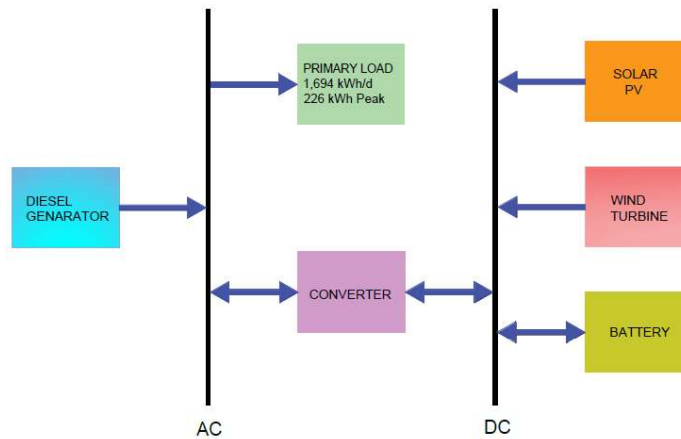 PRIMARY LOAD
1,694 kWh/d
226 kWh Peak
SOLAR
PV
DIESEL
GENARATOR
WIND
TURBINE
CONVERTER
BATTERY
AC
DC